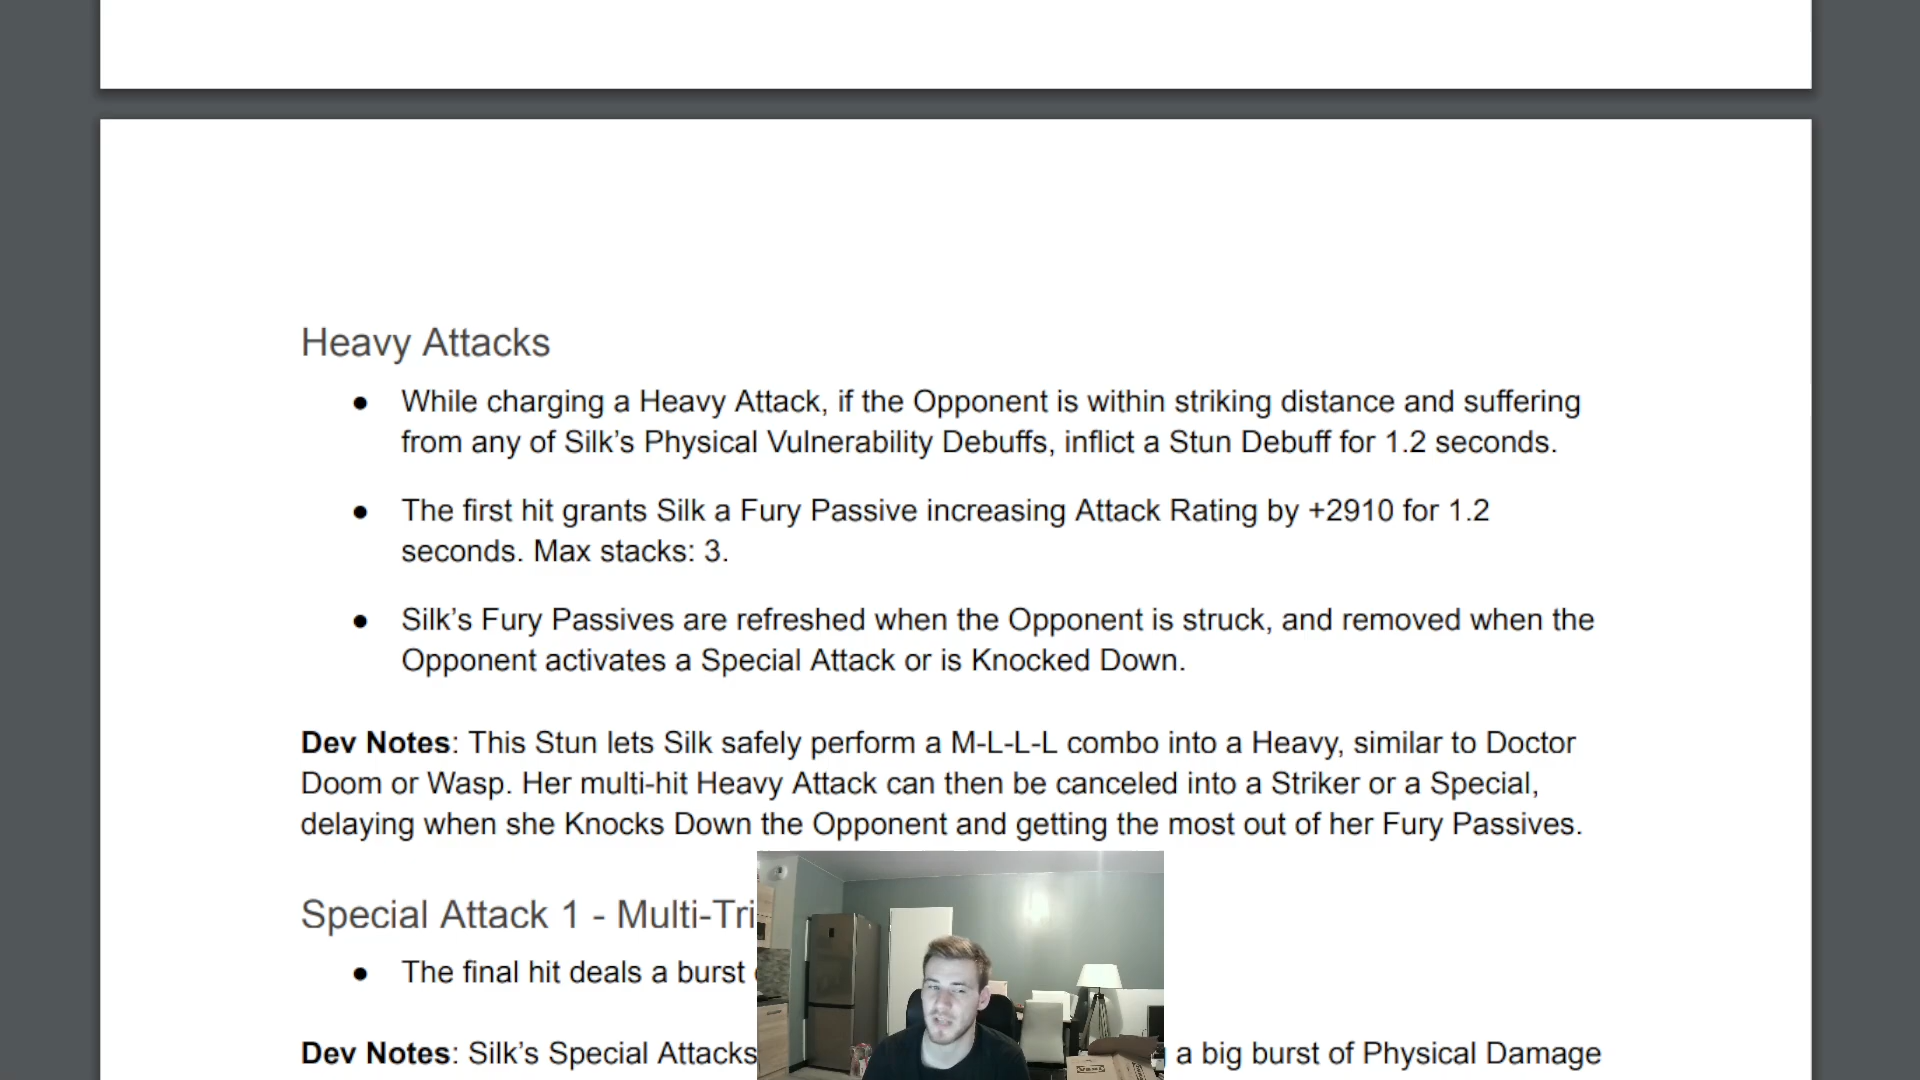 Heavy Attacks
● While charging a Heavy Attack, if the Opponent is within striking distance and suffering
from any of Silk’s Physical Vulnerability Debuffs, inflict a Stun Debuff for 1.2 seconds.
● The first hit grants Silk a Fury Passive increasing Attack Rating by +2910 for 1.2
seconds. Max stacks: 3.
● Silk’s Fury Passives are refreshed when the Opponent is struck, and removed when the
Opponent activates a Special Attack or is Knocked Down.
Dev Notes: This Stun lets Silk safely perform a M-L-L-L combo into a Heavy, similar to Doctor
Doom or Wasp. Her multi-hit Heavy Attack can then be canceled into a Striker or a Special,
delaying when she Knocks Down the Opponent and getting the most out of her Fury Passives.
Special Attack 1 - Multi-Tri
● The final hit deals a burst
Dev Notes: Silk’s Special Attacks a big burst of Physical Damage